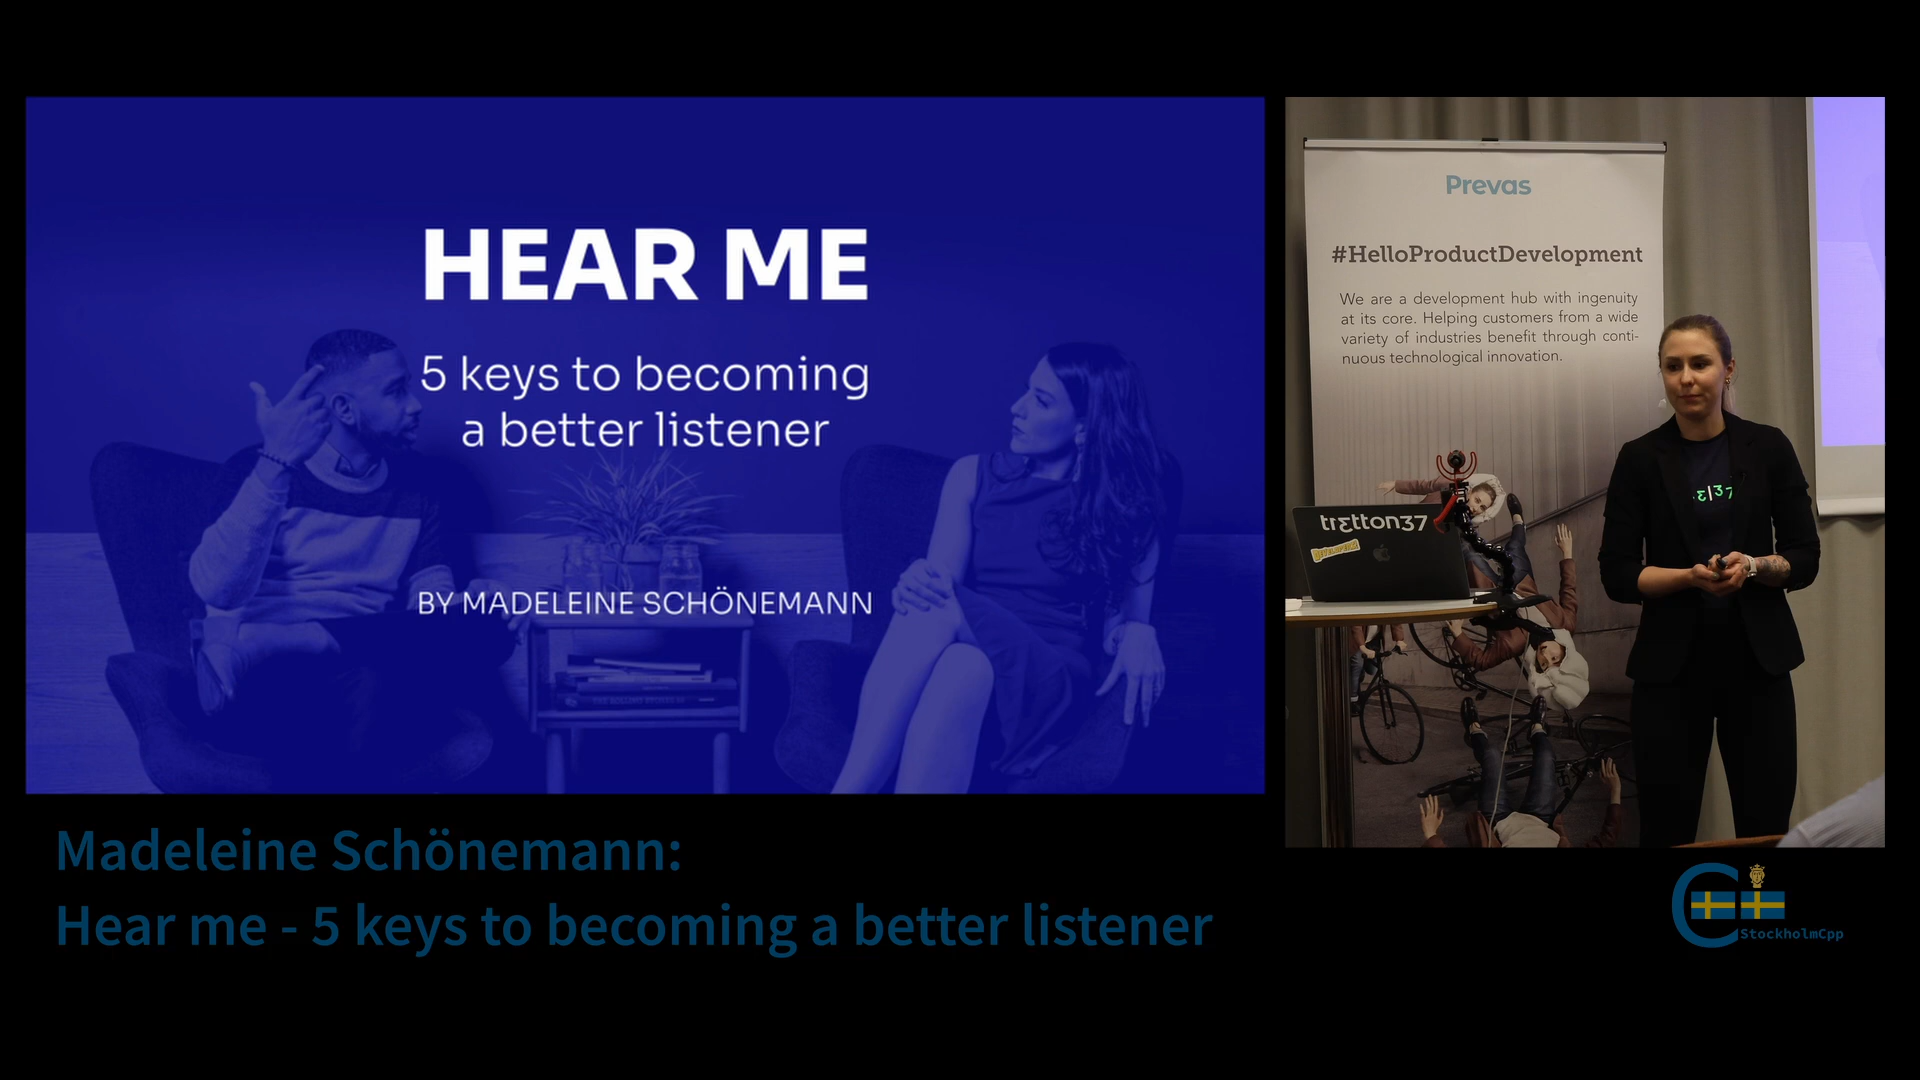 HEAR ME
5 keys to becoming
a better listener
BY MADELEINE SCHÖNEMANN
Prevas
#HelloProductDevelopment
We are a development hub with ingenuity
at its core. Helping customers from a wide
variety of industries benefit through conti-
nuous technological innovation.
trɛtton37
Madeleine Schönemann:
Hear me - 5 keys to becoming a better listener
StockholmCpp